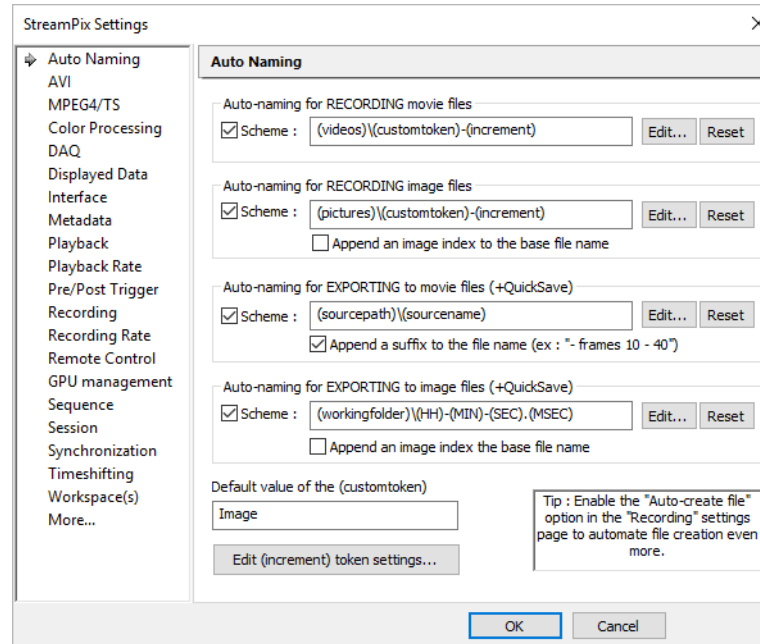 StreamPix Settings
Auto Naming
AVI
MPEG4/TS
Color Processing
DAQ
Displayed Data
Interface
Metadata
Playback
Playback Rate
Pre/Post Trigger
Recording
Recording Rate
Remote Control
GPU management
Sequence
Session
Synchronization
Timeshifting
Workspace(s)
More...
Auto Naming
Auto-naming for RECORDING movie files
Scheme : (videos)\(customtoken)-(increment) Edit... Reset
Auto-naming for RECORDING image files
Scheme : (pictures)\(customtoken)-(increment) Edit... Reset
Append an image index to the base file name
Auto-naming for EXPORTING to movie files (+QuickSave)
Scheme : (sourcepath)\(sourcename) Edit... Reset
Append a suffix to the file name (ex : "- frames 10 - 40")
Auto-naming for EXPORTING to image files (+QuickSave)
Scheme : (workingfolder)\(HH)-(MIN)-(SEC).(MSEC) Edit... Reset
Append an image index the base file name
Default value of the (customtoken)
Image
Edit (increment) token settings...
Tip : Enable the "Auto-create file"
option in the "Recording" settings
page to automate file creation even
more.
OK Cancel